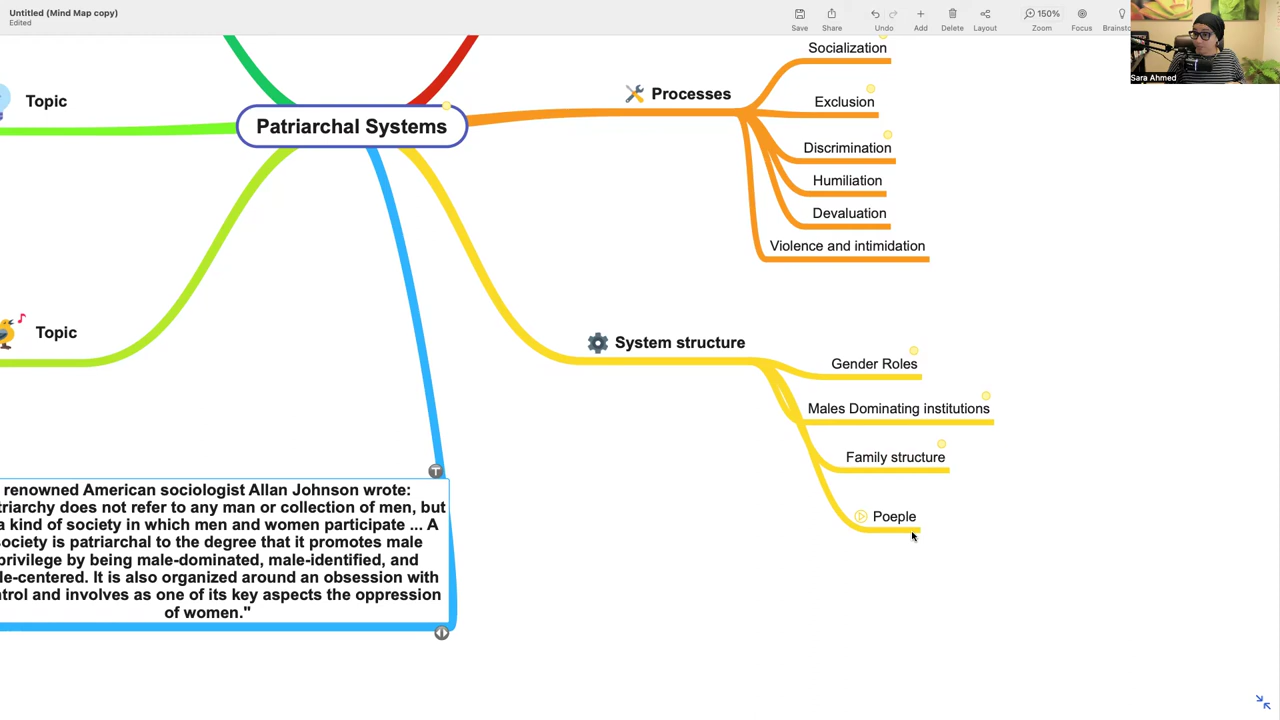 Untitled (Mind Map copy)
Edited
Save
Share
Undo
Add
Delete
Layout
150%
Zoom
Focus
Brainsto
Sara Ahmed
Socialization
Processes
Exclusion
Topic
Patriarchal Systems
Discrimination
Humiliation
Devaluation
Violence and intimidation
Topic
System structure
Gender Roles
Males Dominating institutions
Family structure
Poeple
renowned American sociologist Allan Johnson wrote:
triarchy does not refer to any man or collection of men, but
a kind of society in which men and women participate ... A
ociety is patriarchal to the degree that it promotes male
privilege by being male-dominated, male-identified, and
le-centered. It is also organized around an obsession with
ntrol and involves as one of its key aspects the oppression
of women."